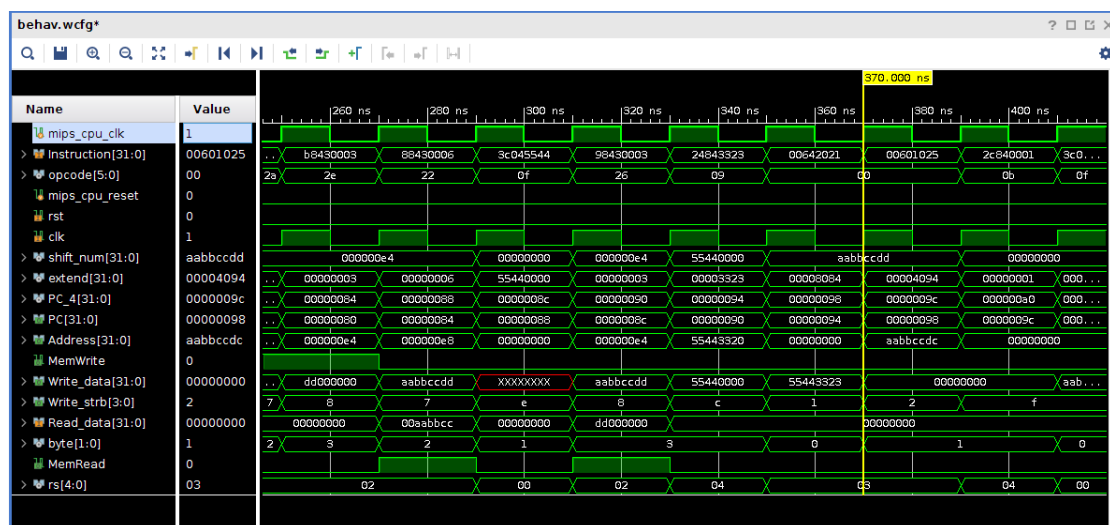 behav.wcfg*
370.000 ns
Name Value 260 ns 280 ns 300 ns 320 ns 340 ns 360 ns 380 ns 400 ns
mips_cpu_clk 1
Instruction[31:0] 00601025 .. b8430003 88430006 3c045544 98430003 24843323 00642021 00601025 2c840001 3c0...
opcode[5:0] 00 2a 2e 22 0f 26 09 00 0b 0f
mips_cpu_reset 0
rst 0
clk 1
shift_num[31:0] aabbccdd 000000e4 00000000 000000e4 55440000 aabbccdd 00000000
extend[31:0] 00004094 .. 00000003 00000006 55440000 00000003 00003323 00008084 00004094 00000001 000...
PC_4[31:0] 0000009c .. 00000084 00000088 0000008c 00000090 00000094 00000098 0000009c 000000a0 000...
PC[31:0] 00000098 .. 00000080 00000084 00000088 0000008c 00000090 00000094 00000098 0000009c 000...
Address[31:0] aabbccdc 000000e4 000000e8 00000000 000000e4 55443320 00000000 aabbccdc 00000000
MemWrite 0
Write_data[31:0] 00000000 .. dd000000 aabbccdd XXXXXXXX aabbccdd 55440000 55443323 00000000 aab...
Write_strb[3:0] 2 7 8 7 e 8 c 1 2 f
Read_data[31:0] 00000000 00000000 00aabbcc 00000000 dd000000 00000000
byte[1:0] 1 2 3 2 1 3 0 1 0
MemRead 0
rs[4:0] 03 02 00 02 04 03 04 00